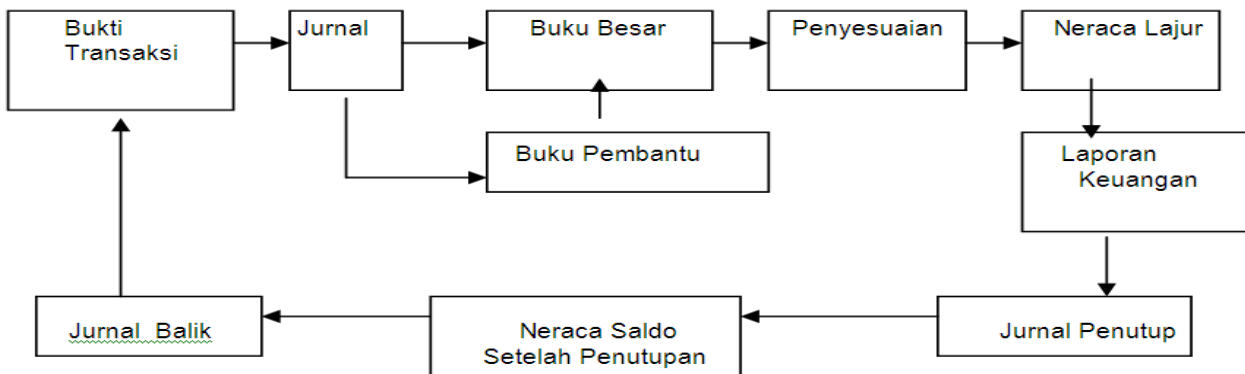 Bukti
Transaksi
Jurnal
Buku Besar
Penyesuaian
Neraca Lajur
Buku Pembantu
Laporan
Keuangan
Jurnal Balik
Neraca Saldo
Setelah Penutupan
Jurnal Penutup